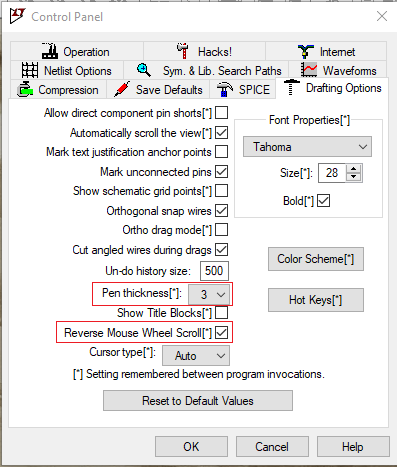 Control Panel
Operation Hacks! Internet
Netlist Options Sym. & Lib. Search Paths Waveforms
Compression Save Defaults SPICE Drafting Options
Allow direct component pin shorts[*]
Automatically scroll the view[*]
Mark text justification anchor points
Mark unconnected pins
Show schematic grid points[*]
Orthogonal snap wires
Ortho drag mode[*]
Cut angled wires during drags
Un-do history size: 500
Pen thickness[*]: 3
Show Title Blocks[*]
Reverse Mouse Wheel Scroll[*]
Cursor type[*]: Auto
Font Properties[*]
Tahoma
Size[*]: 28
Bold[*]
Color Scheme[*]
Hot Keys[*]
[*] Setting remembered between program invocations.
Reset to Default Values
OK Cancel Help